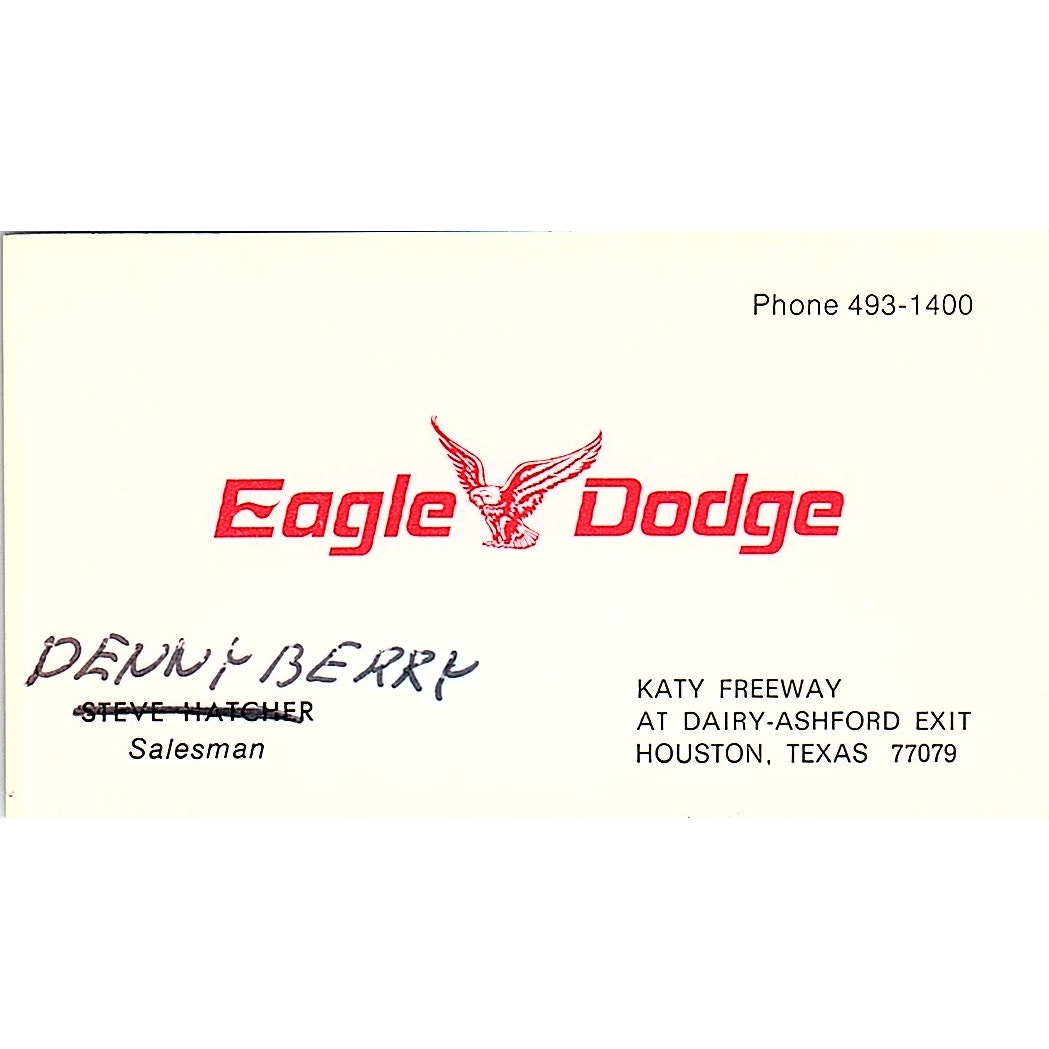 Phone 493-1400
Eagle Dodge
DENNY BERRY
STEVE HATCHER
Salesman
KATY FREEWAY
AT DAIRY-ASHFORD EXIT
HOUSTON, TEXAS 77079